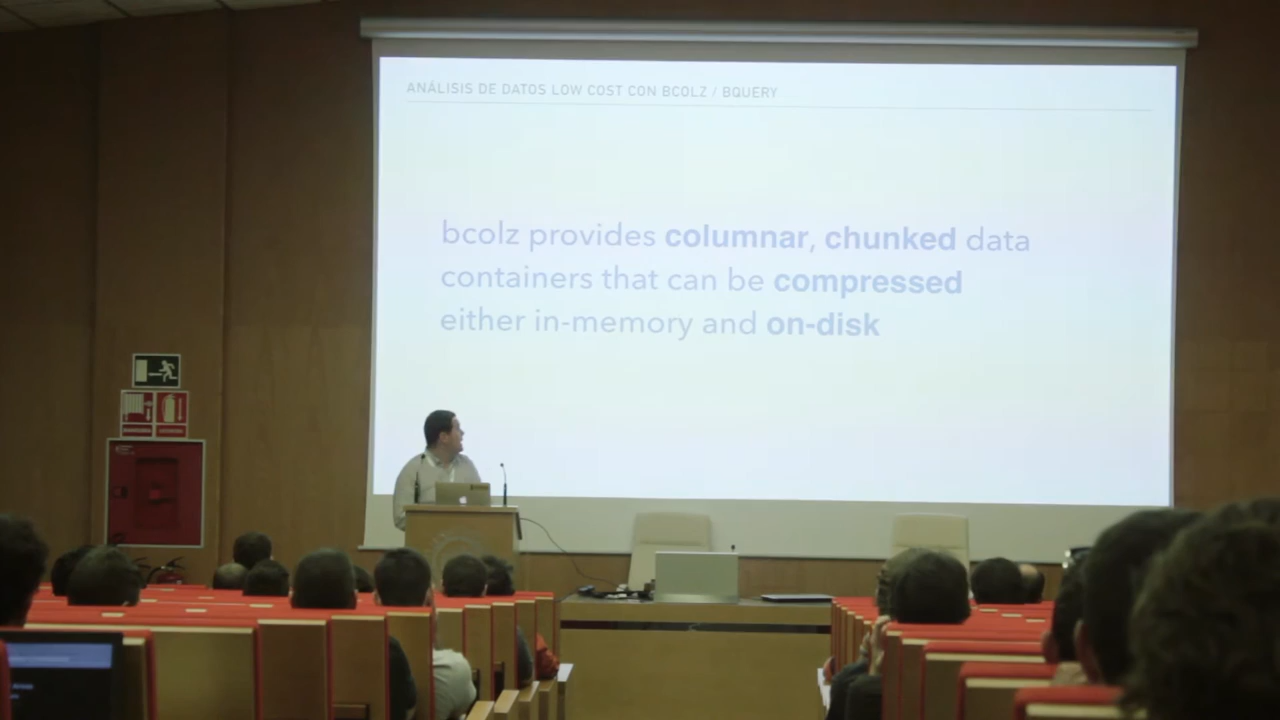 ANÁLISIS DE DATOS LOW COST CON BCOLZ / BQUERY
bcolz provides columnar, chunked data
containers that can be compressed
either in-memory and on-disk